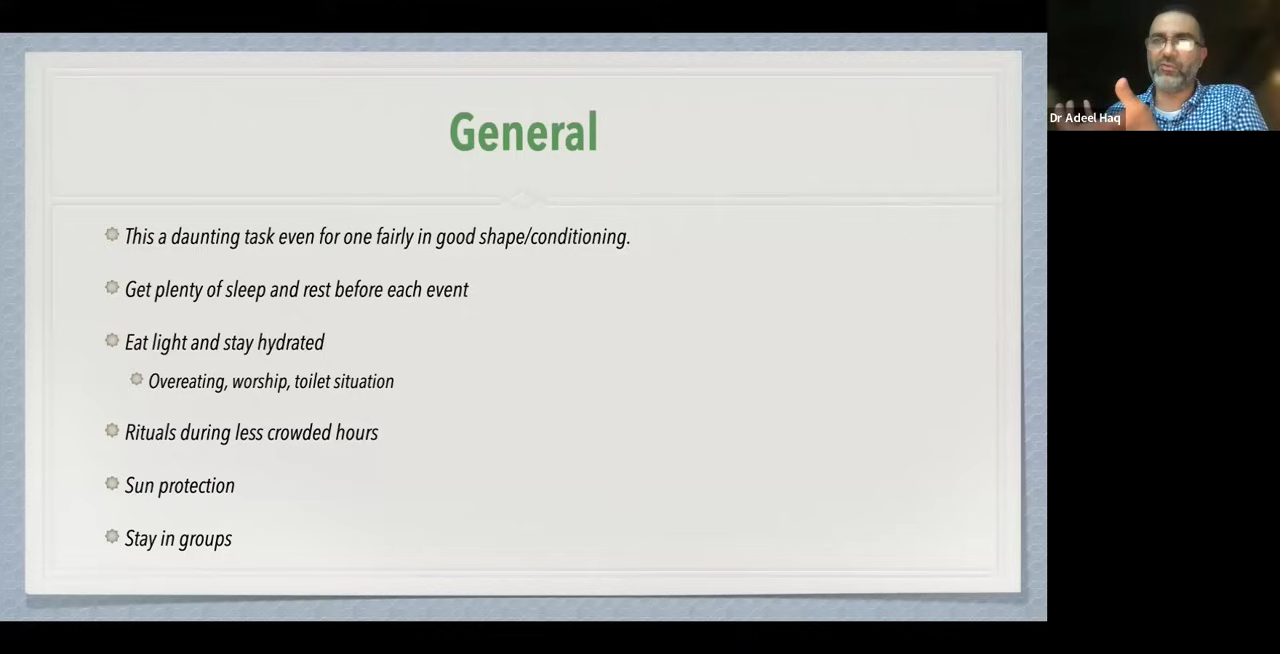 General
This a daunting task even for one fairly in good shape/conditioning.
Get plenty of sleep and rest before each event
Eat light and stay hydrated
Overeating, worship, toilet situation
Rituals during less crowded hours
Sun protection
Stay in groups
Dr Adeel Haq